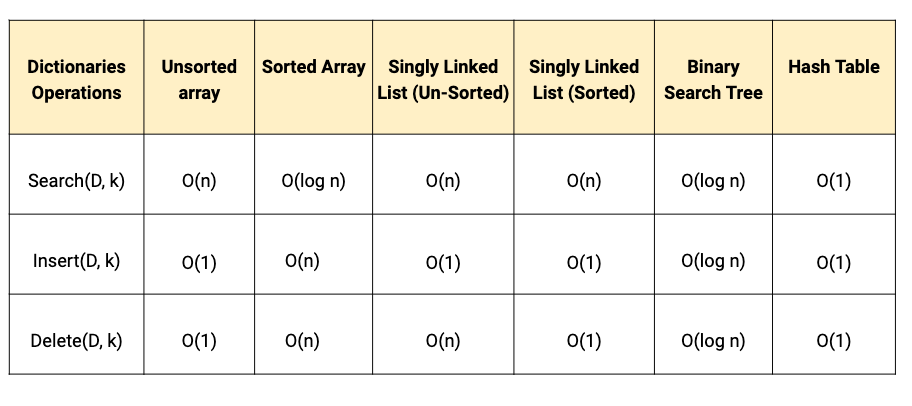 Dictionaries Operations | Unsorted array | Sorted Array | Singly Linked List (Un-Sorted) | Singly Linked List (Sorted) | Binary Search Tree | Hash Table
Search(D, k) | O(n) | O(log n) | O(n) | O(n) | O(log n) | O(1)
Insert(D, k) | O(1) | O(n) | O(1) | O(1) | O(log n) | O(1)
Delete(D, k) | O(1) | O(n) | O(n) | O(1) | O(log n) | O(1)